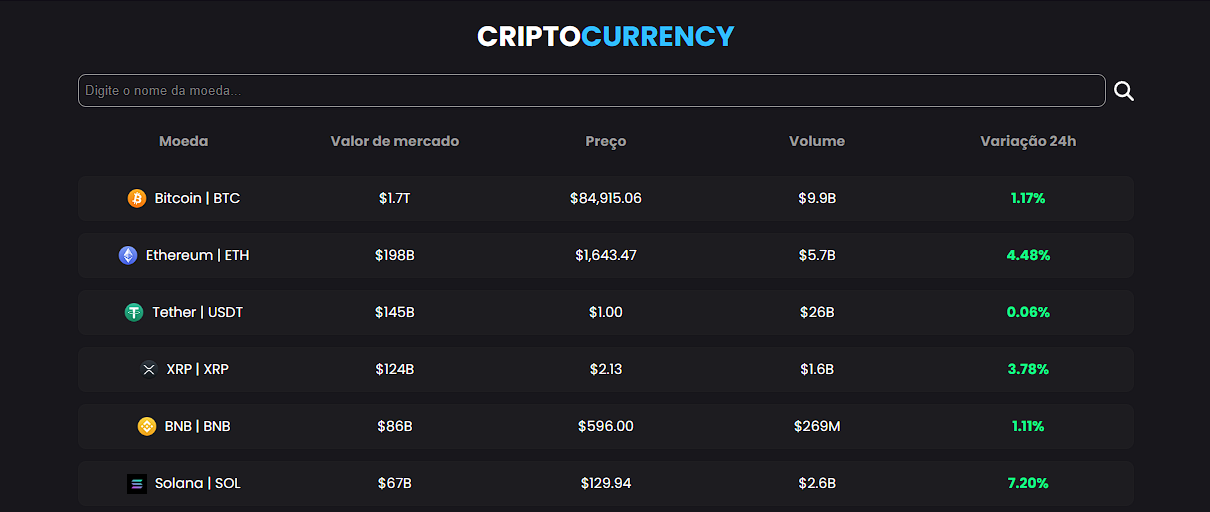 CRIPTOCURRENCY
Digite o nome da moeda...
Moeda Valor de mercado Preço Volume Variação 24h
Bitcoin | BTC $1.7T $84,915.06 $9.9B 1.17%
Ethereum | ETH $198B $1,643.47 $5.7B 4.48%
Tether | USDT $145B $1.00 $26B 0.06%
XRP | XRP $124B $2.13 $1.6B 3.78%
BNB | BNB $86B $596.00 $269M 1.11%
Solana | SOL $67B $129.94 $2.6B 7.20%